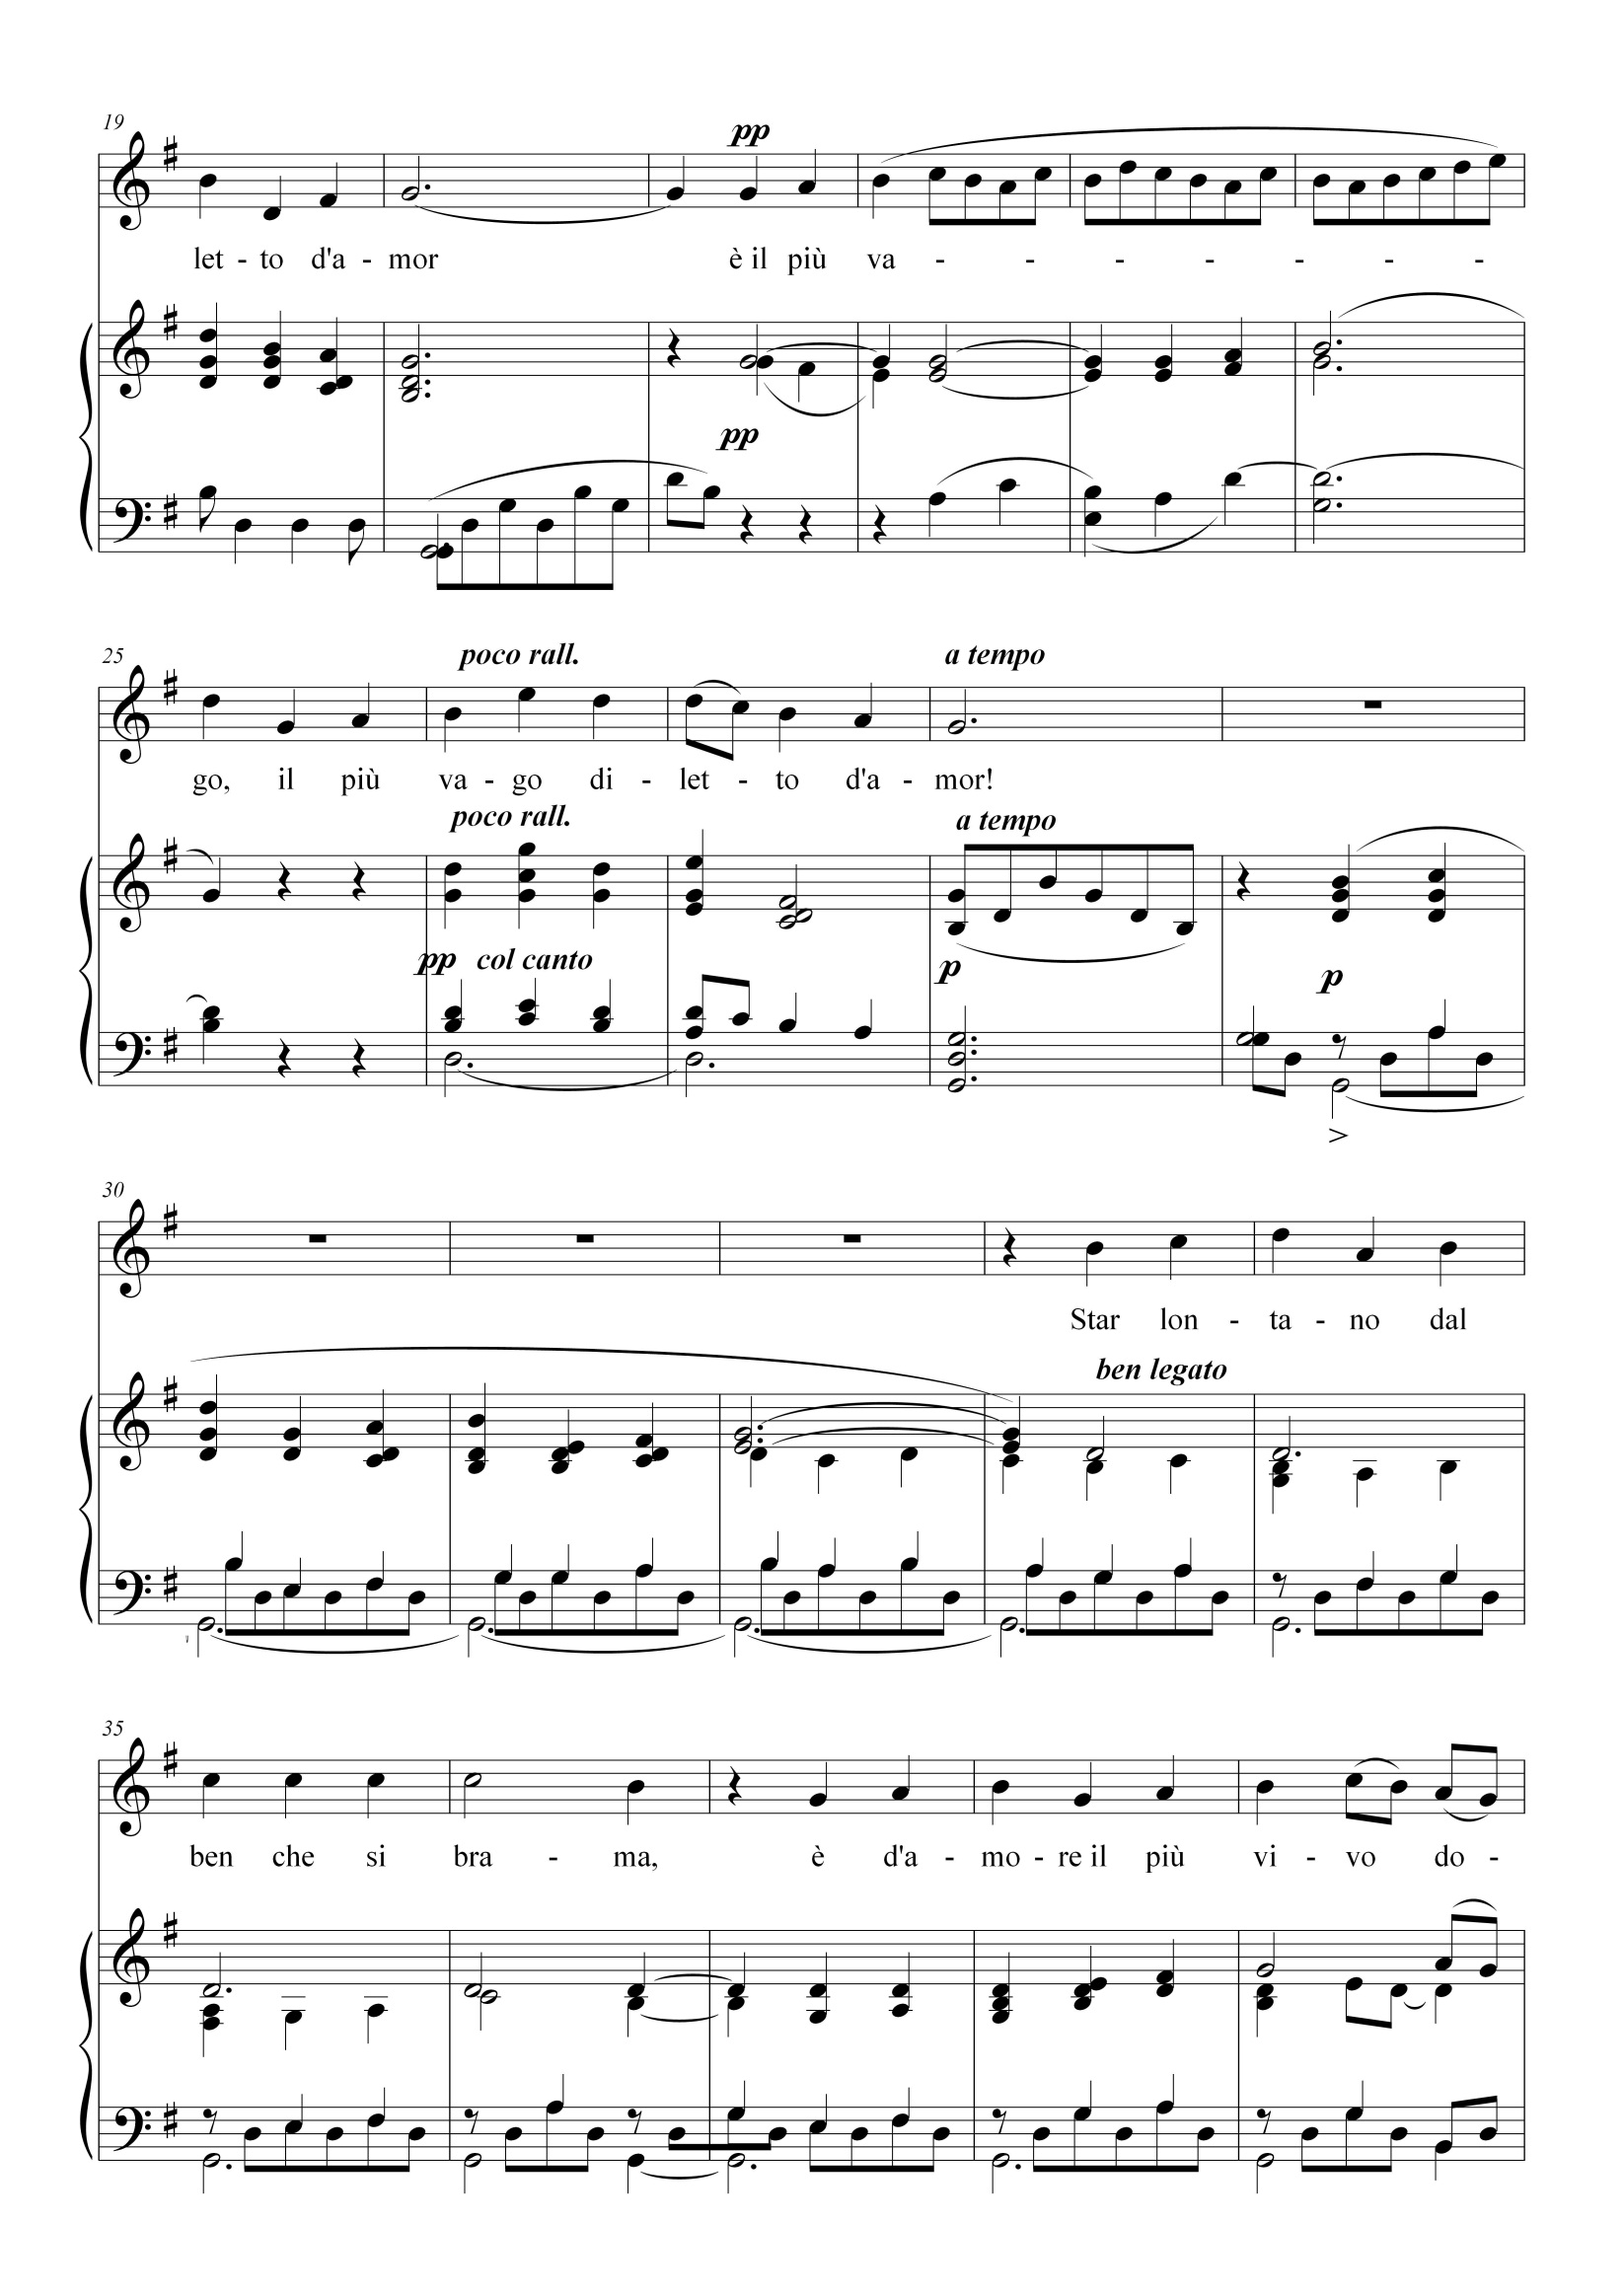 19
pp
let - to d'a - mor è il più va - - - - - - -
pp
25
poco rall. a tempo
go, il più va - go di - let - to d'a - mor!
poco rall. a tempo
pp col canto p p
30
Star lon - ta - no dal
ben legato
35
ben che si bra - ma, è d'a - mo - re il più vi - vo do -